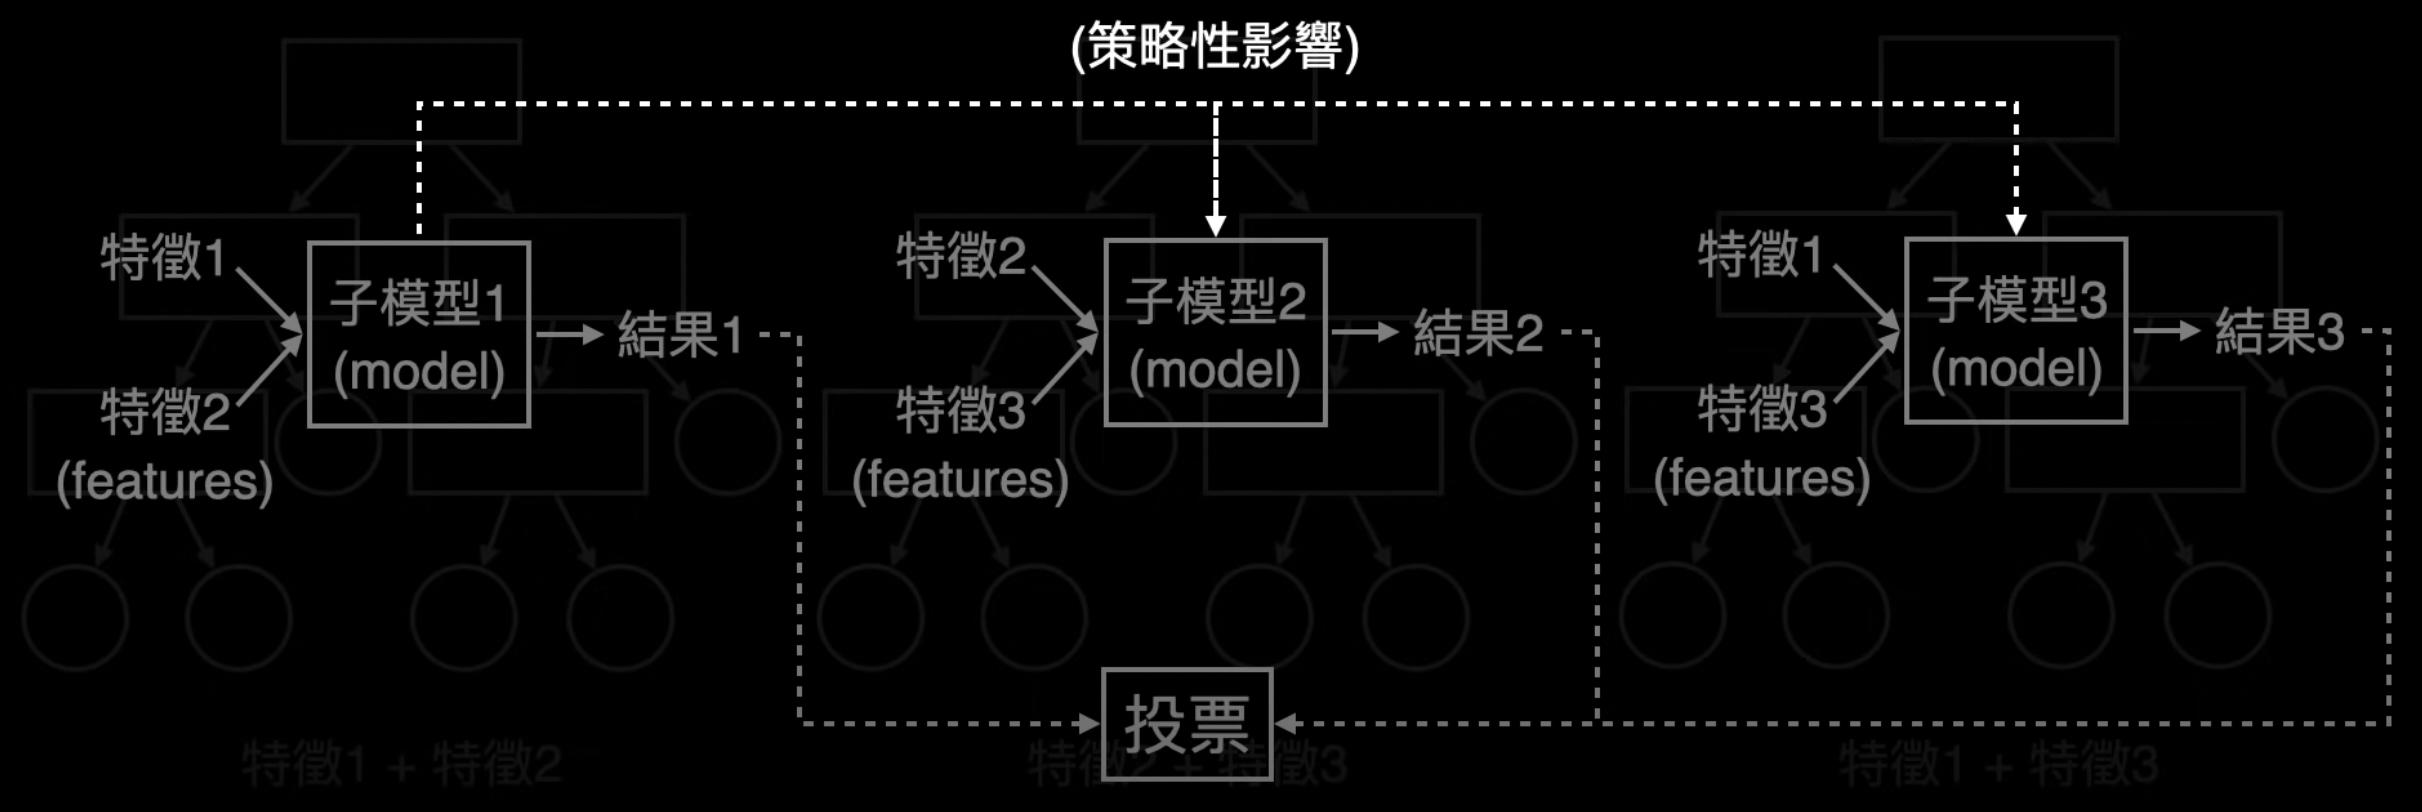 (策略性影響)
特徵1
特徵2
(features)
子模型1
(model)
結果1
特徵2
特徵3
(features)
子模型2
(model)
結果2
特徵1
特徵3
(features)
子模型3
(model)
結果3
投票
特徵1 + 特徵2
特徵2 + 特徵3
特徵1 + 特徵3